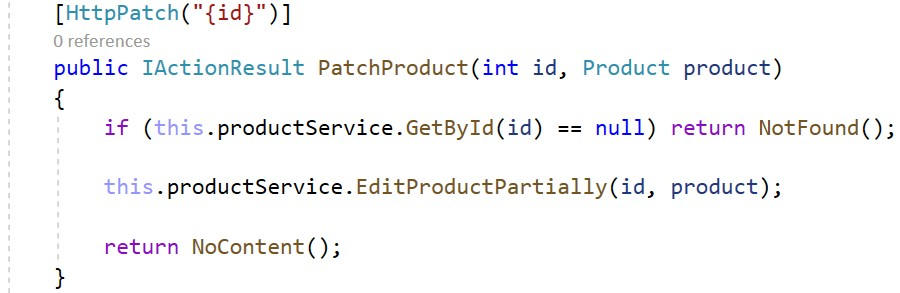 [HttpPatch("{id}")]
0 references
public IActionResult PatchProduct(int id, Product product)
{
if (this.productService.GetById(id) == null) return NotFound();
this.productService.EditProductPartially(id, product);
return NoContent();
}